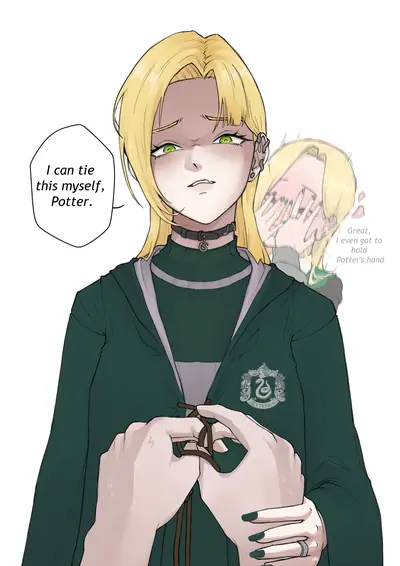 I can tie
this myself,
Potter.
Great,
I even got to
hold
Potter's hand